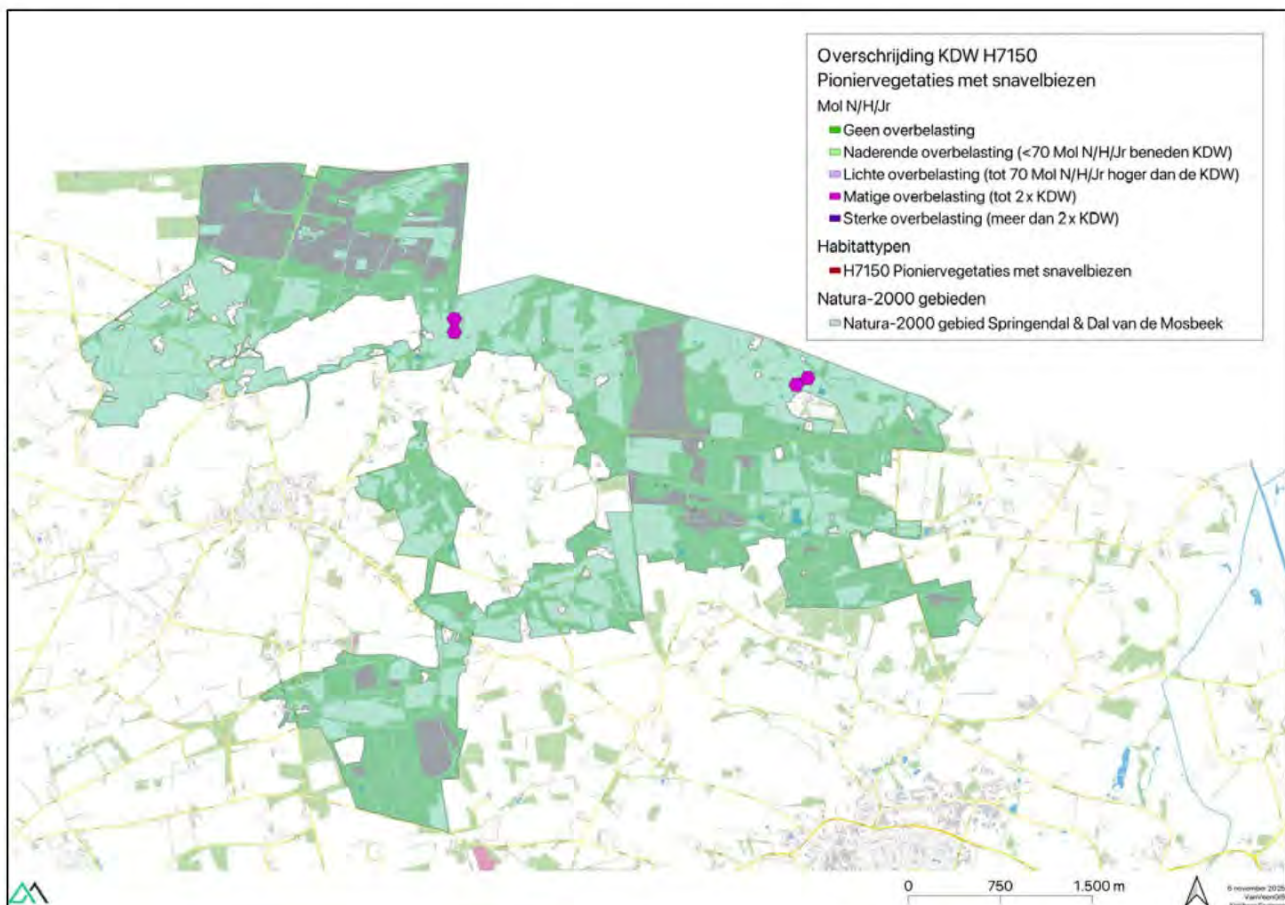 Overschrijding KDW H7150
Pioniervegetaties met snavelbiezen
Mol N/H/Jr
Geen overbelasting
Naderende overbelasting (<70 Mol N/H/Jr beneden KDW)
Lichte overbelasting (tot 70 Mol N/H/Jr hoger dan de KDW)
Matige overbelasting (tot 2 x KDW)
Sterke overbelasting (meer dan 2x KDW)
Habitattypen
H7150 Pioniervegetaties met snavelbiezen
Natura-2000 gebieden
Natura-2000 gebied Springendal & Dal van de Mosbeek
0 750 1.500 m
6 november 2025